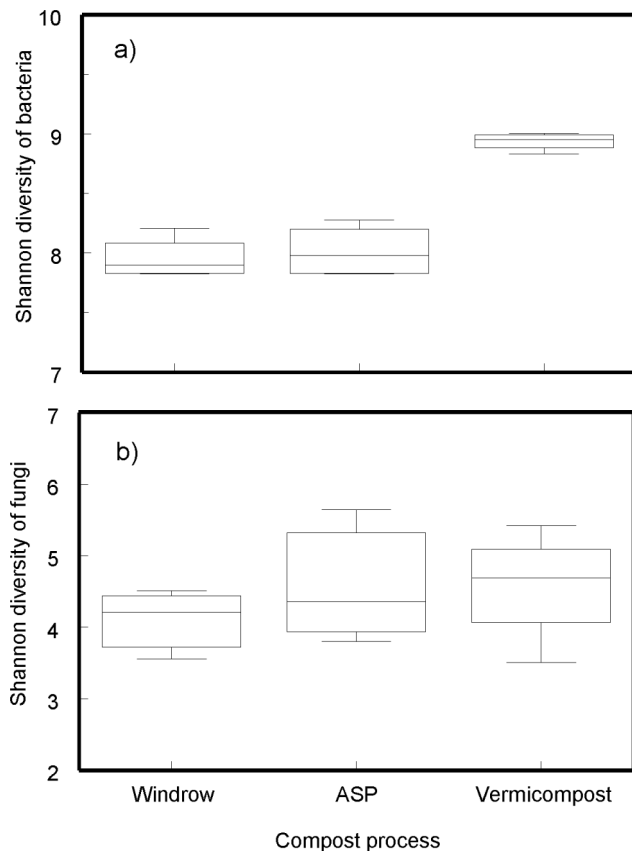 10
a)
9
8
7
Shannon diversity of bacteria
7
b)
6
5
4
3
2
Shannon diversity of fungi
Windrow ASP Vermicompost
Compost process